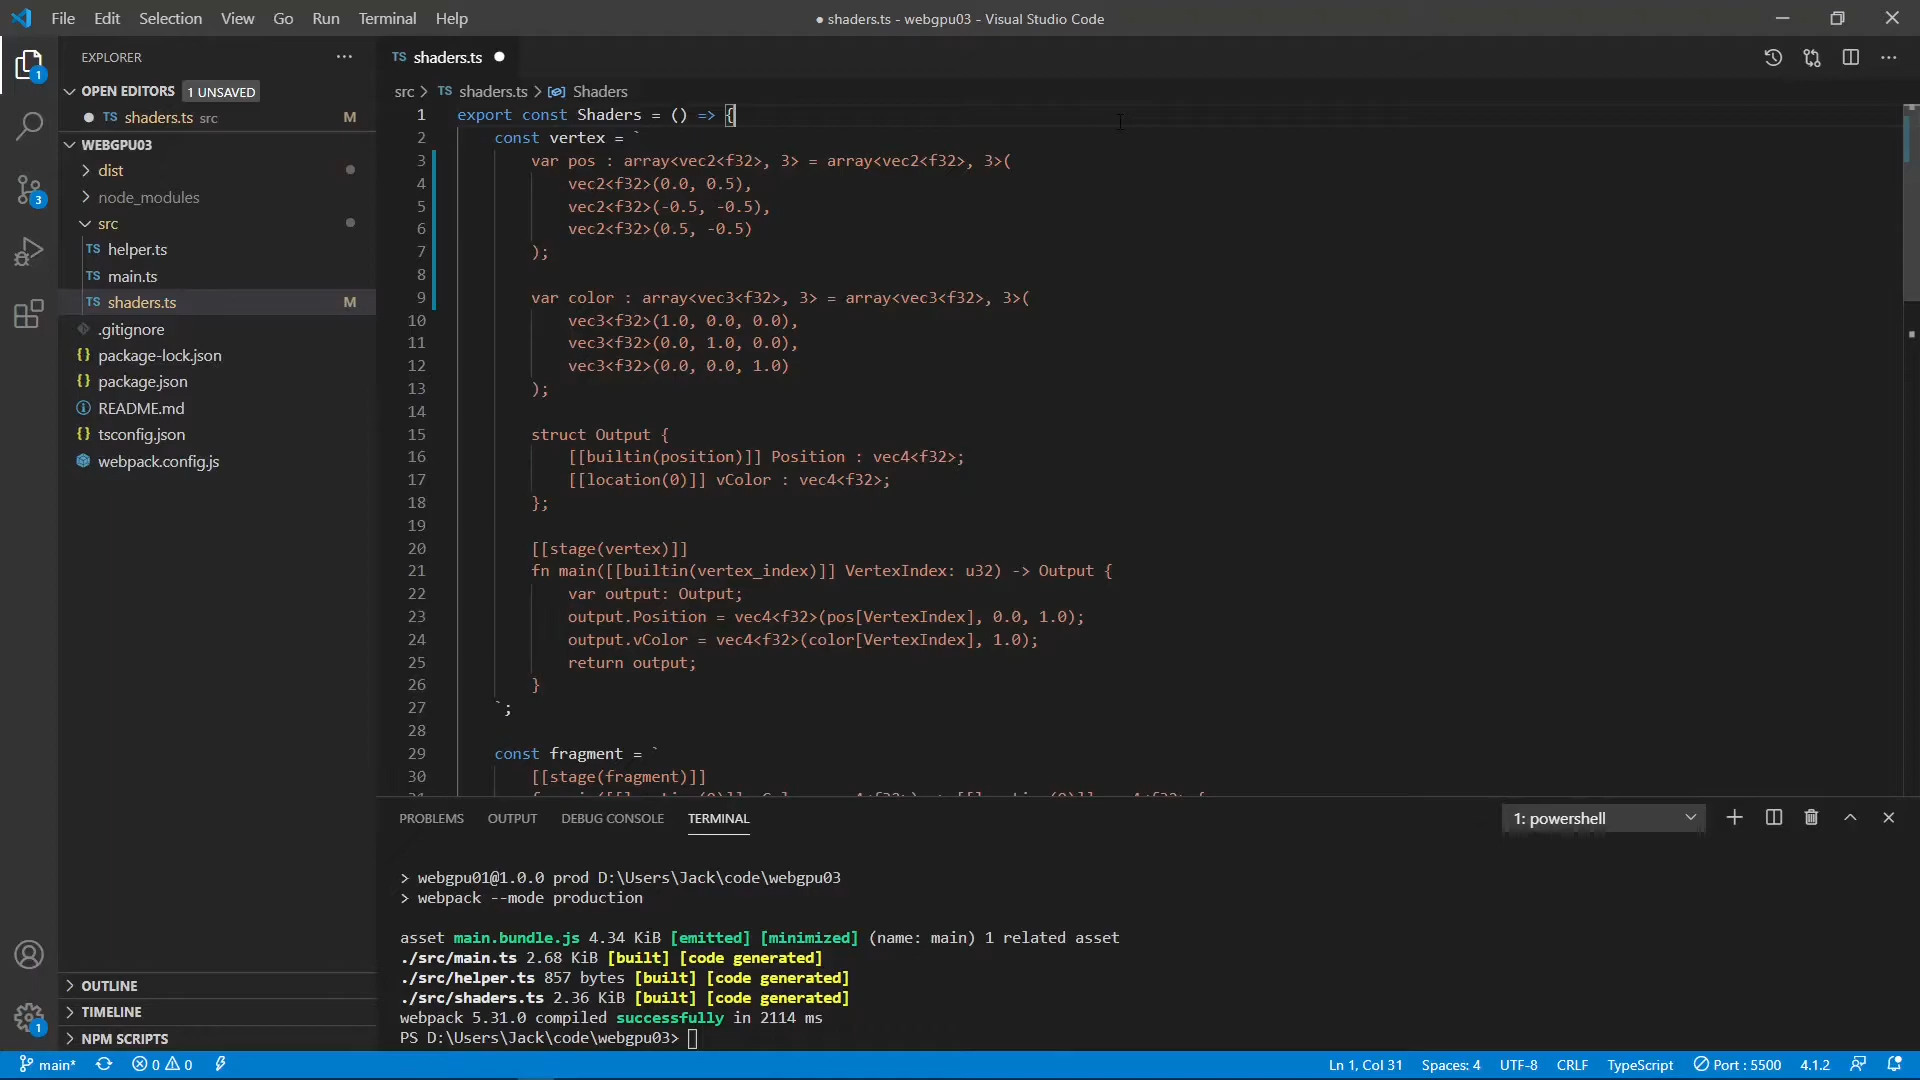 File Edit Selection View Go Run Terminal Help
● shaders.ts - webgpu03 - Visual Studio Code
EXPLORER
OPEN EDITORS 1 UNSAVED
TS shaders.ts src M
WEBGPU03
dist
node_modules
src
TS helper.ts
TS main.ts
TS shaders.ts M
.gitignore
{} package-lock.json
{} package.json
README.md
{} tsconfig.json
webpack.config.js
OUTLINE
TIMELINE
NPM SCRIPTS
1
3
1
TS shaders.ts
src > TS shaders.ts > Shaders
1 export const Shaders = () => {
2 const vertex = `
3 var pos : array<vec2<f32>, 3> = array<vec2<f32>, 3>(
4 vec2<f32>(0.0, 0.5),
5 vec2<f32>(-0.5, -0.5),
6 vec2<f32>(0.5, -0.5)
7 );
8
9 var color : array<vec3<f32>, 3> = array<vec3<f32>, 3>(
10 vec3<f32>(1.0, 0.0, 0.0),
11 vec3<f32>(0.0, 1.0, 0.0),
12 vec3<f32>(0.0, 0.0, 1.0)
13 );
14
15 struct Output {
16 [[builtin(position)]] Position : vec4<f32>;
17 [[location(0)]] vColor : vec4<f32>;
18 };
19
20 [[stage(vertex)]]
21 fn main([[builtin(vertex_index)]] VertexIndex: u32) -> Output {
22 var output: Output;
23 output.Position = vec4<f32>(pos[VertexIndex], 0.0, 1.0);
24 output.vColor = vec4<f32>(color[VertexIndex], 1.0);
25 return output;
26 }
27 `;
28
29 const fragment = `
30 [[stage(fragment)]]
PROBLEMS OUTPUT DEBUG CONSOLE TERMINAL
1: powershell
> webgpu01@1.0.0 prod D:\Users\Jack\code\webgpu03
> webpack --mode production
asset main.bundle.js 4.34 KiB [emitted] [minimized] (name: main) 1 related asset
./src/main.ts 2.68 KiB [built] [code generated]
./src/helper.ts 857 bytes [built] [code generated]
./src/shaders.ts 2.36 KiB [built] [code generated]
webpack 5.31.0 compiled successfully in 2114 ms
PS D:\Users\Jack\code\webgpu03>
main* 0 0 Ln 1, Col 31 Spaces: 4 UTF-8 CRLF TypeScript Port : 5500 4.1.2